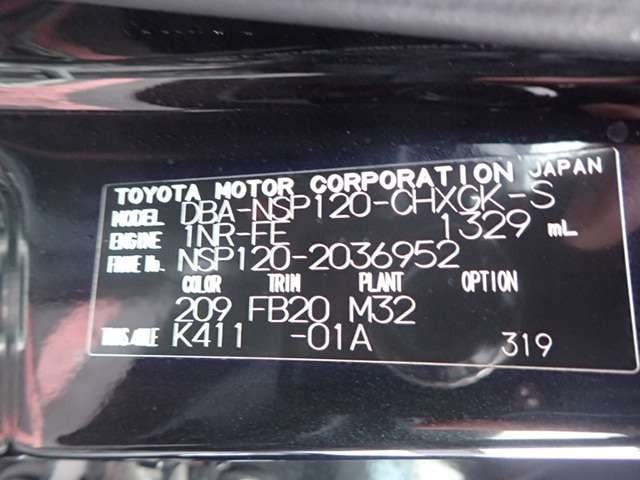 TOYOTA MOTOR CORPORATION JAPAN
MODEL DBA-NSP120-CHXGK-S
ENGINE 1NR-FE 1329 mL
FRAME No. NSP120-2036952
COLOR TRIM PLANT OPTION
209 FB20 M32
TRANS.AXLE K411 -01A 319